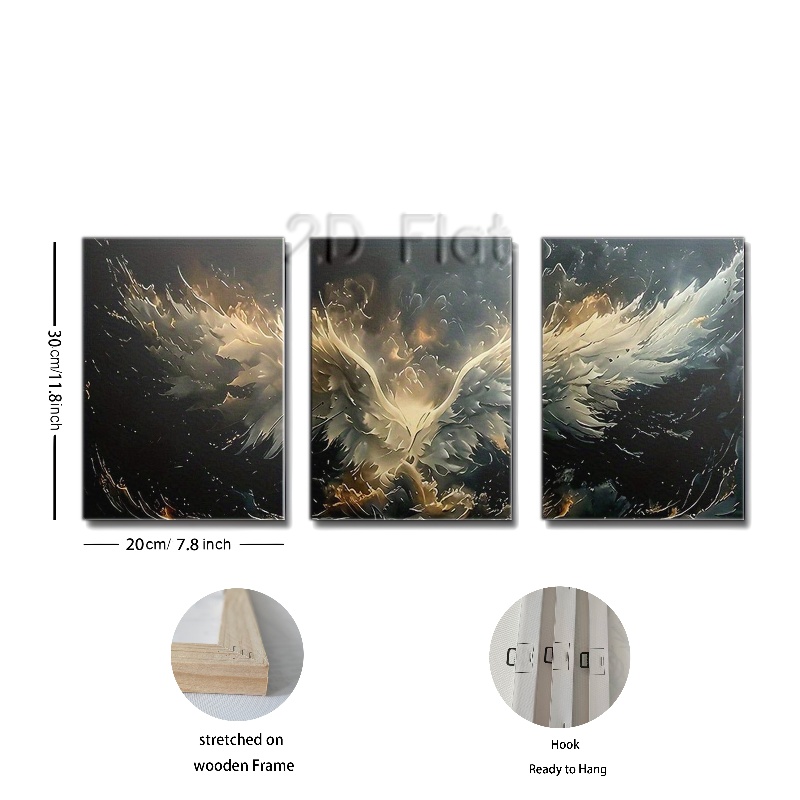 2D Flat
30cm/11.8inch
20cm/ 7.8 inch
stretched on
wooden Frame
Hook
Ready to Hang